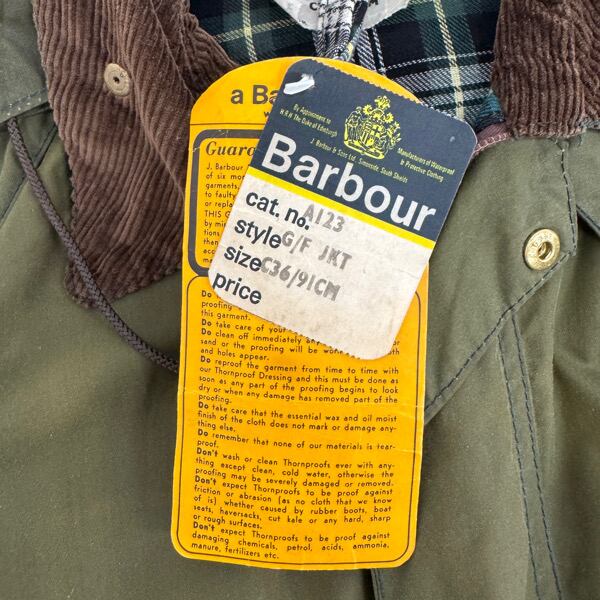 By Appointment to
H.R.H The Duke of Edinburgh
Manufacturers of Waterproof
& Protective Clothing
J. Barbour & Sons Ltd, Simonside, South Shields
Barbour
cat. no. A123
style G/F JKT
size C36/91CM
price
a Ba
Guara
J. Barbour
of six mo
garments,
to faulty
or repla
THIS G
by mi
tions
than
acc
ma
Do
proofing
this garment.
Do take care of your
Do clean off immediately any or
sand or the proofing will be work oth
and holes appear.
Do reproof the garment from time to time with
our Thornproof Dressing and this must be done as
soon as any part of the proofing begins to look
dry or when any damage has removed part of the
proofing.
Do take care that the essential wax and oil moist
finish of the cloth does not mark or damage any-
thing else.
Do remember that none of our materials is tear-
proof.
Don't wash or clean Thornproofs ever with any-
thing except clean, cold water, otherwise the
proofing may be severely damaged or removed.
Don't expect Thornproofs to be proof against
friction or abrasion (as no cloth that we know
of is) whether caused by rubber boots, boat
seats, haversacks, cut kale or any hard, sharp
or rough surfaces.
Don't expect Thornproofs to be proof against
damaging chemicals, petrol, acids, ammonia,
manure, fertilizers etc.